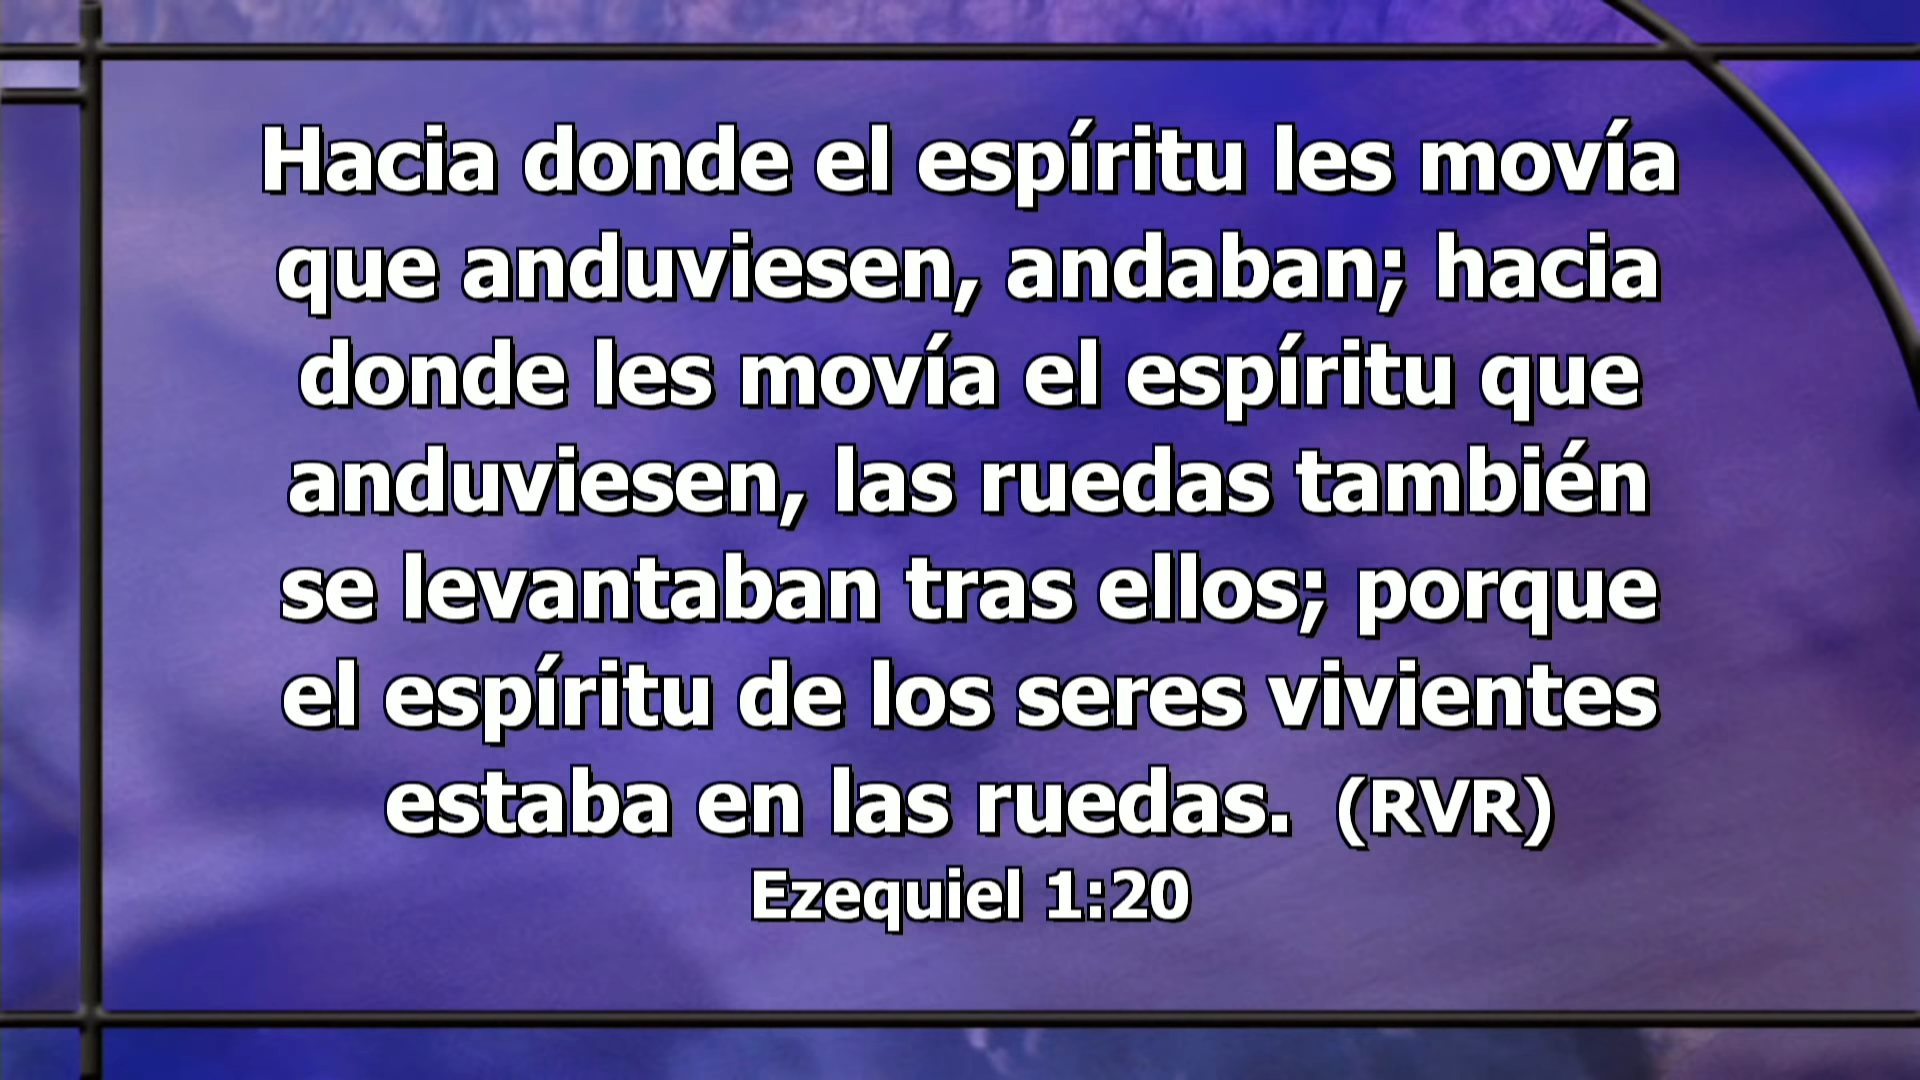 Hacia donde el espíritu les movía
que anduviesen, andaban; hacia
donde les movía el espíritu que
anduviesen, las ruedas también
se levantaban tras ellos; porque
el espíritu de los seres vivientes
estaba en las ruedas. (RVR)
Ezequiel 1:20